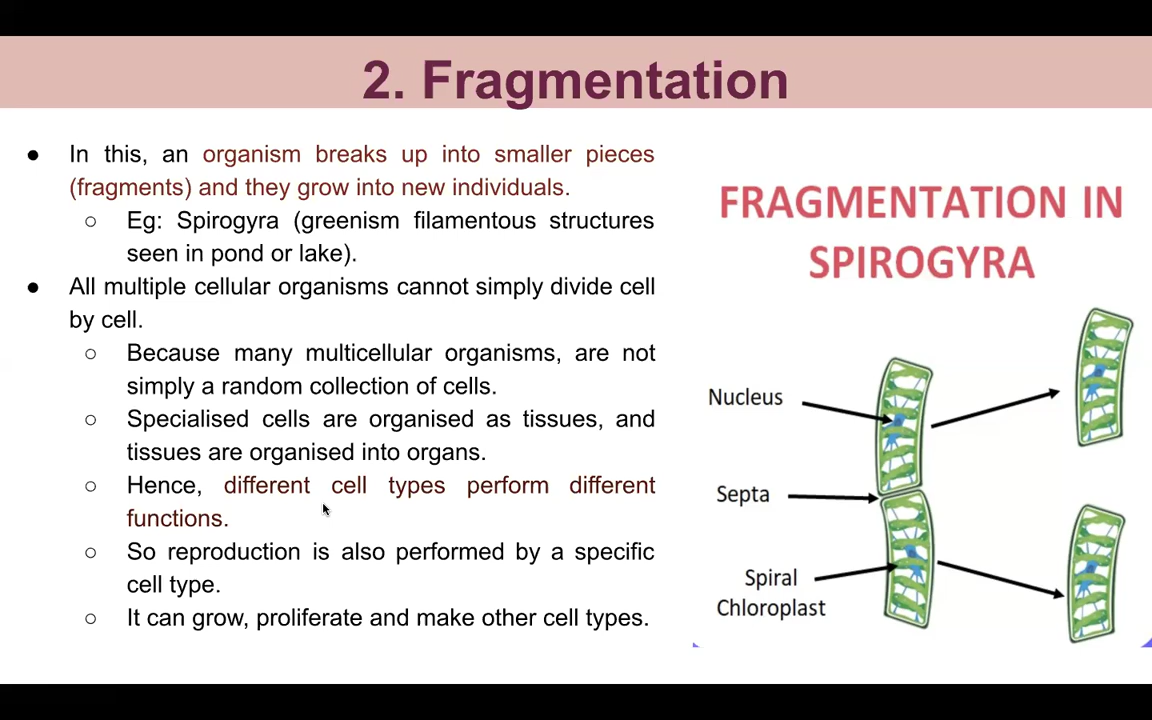 2. Fragmentation
● In this, an organism breaks up into smaller pieces
(fragments) and they grow into new individuals.
○ Eg: Spirogyra (greenism filamentous structures
seen in pond or lake).
● All multiple cellular organisms cannot simply divide cell
by cell.
○ Because many multicellular organisms, are not
simply a random collection of cells.
○ Specialised cells are organised as tissues, and
tissues are organised into organs.
○ Hence, different cell types perform different
functions.
○ So reproduction is also performed by a specific
cell type.
○ It can grow, proliferate and make other cell types.
FRAGMENTATION IN
SPIROGYRA
Nucleus
Septa
Spiral
Chloroplast